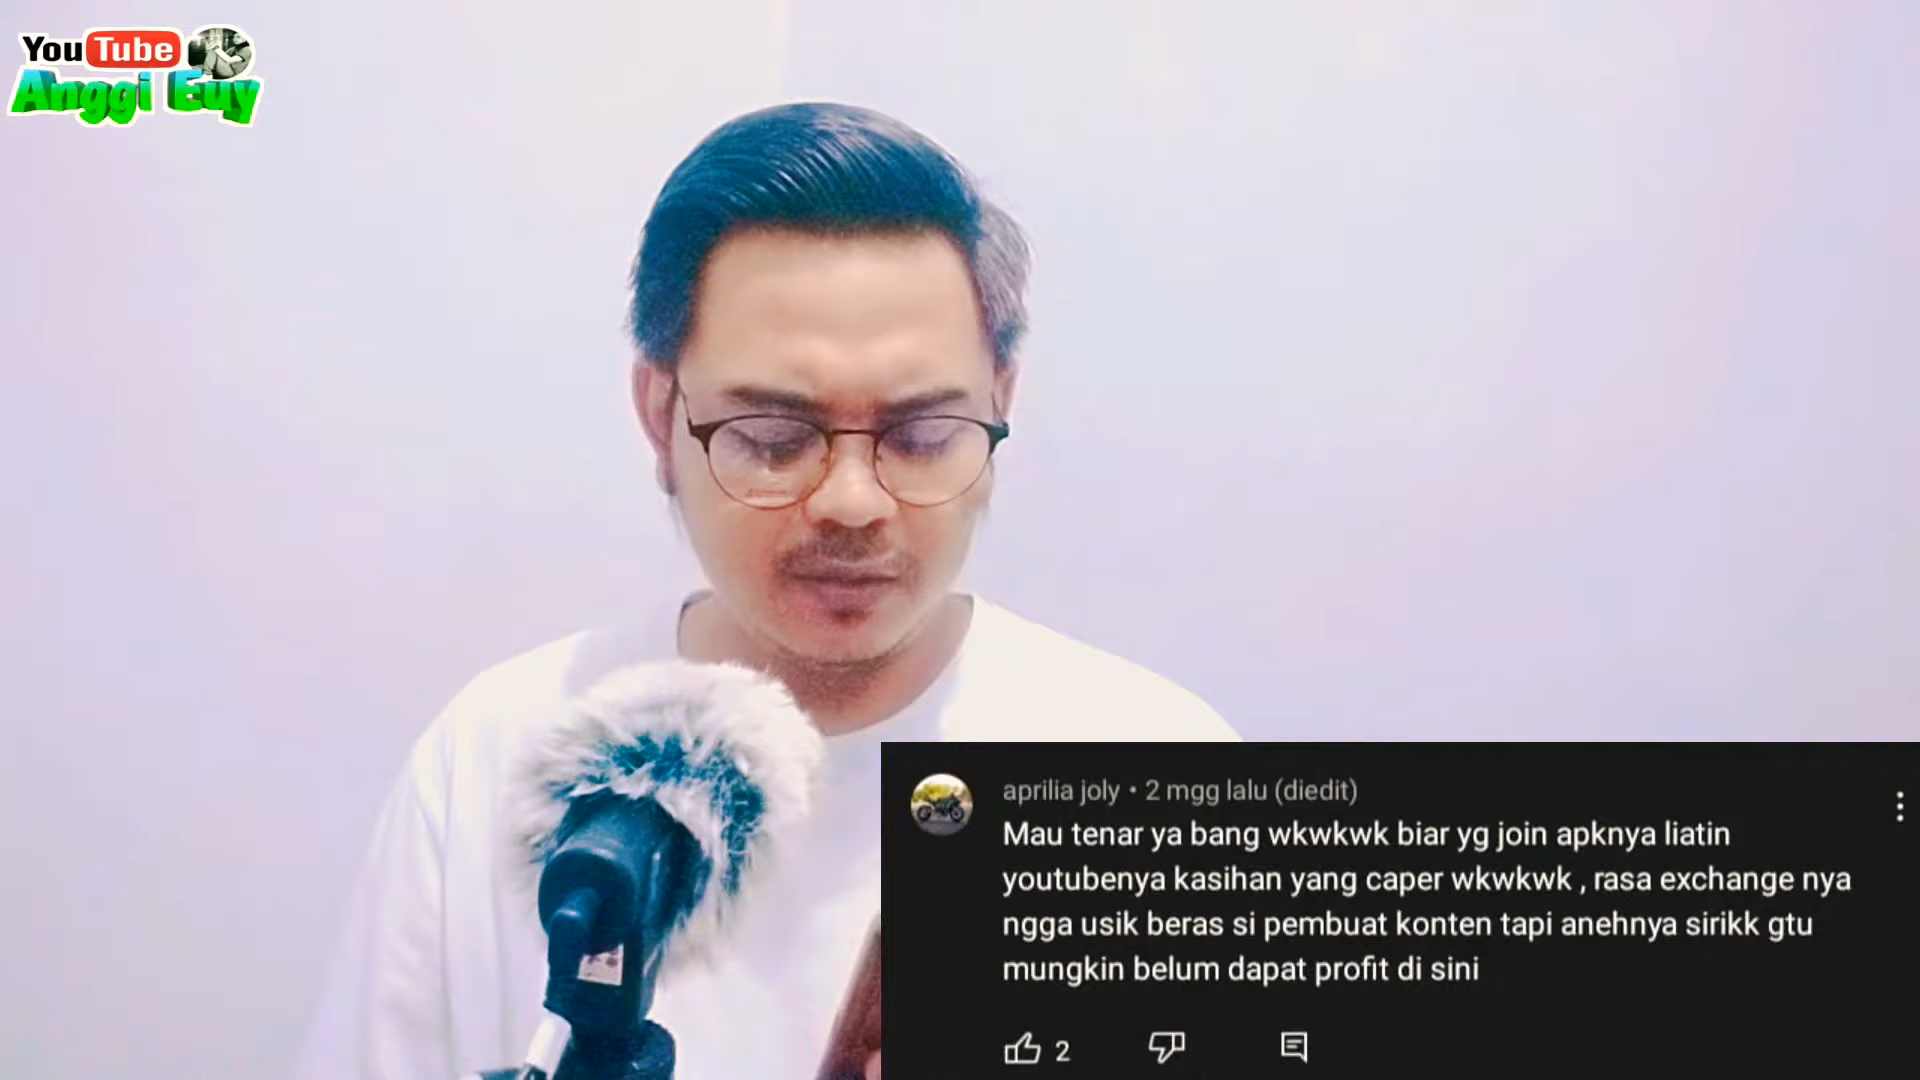 YouTube
Anggi Euy
aprilia joly • 2 mgg lalu (diedit)
Mau tenar ya bang wkwkwk biar yg join apknya liatin
youtubenya kasihan yang caper wkwkwk , rasa exchange nya
ngga usik beras si pembuat konten tapi anehnya sirikk gtu
mungkin belum dapat profit di sini
2